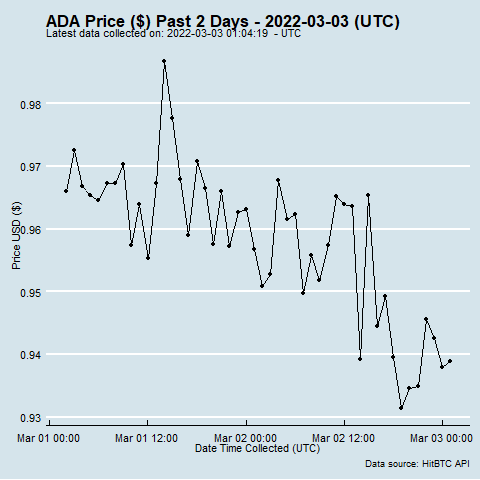 ADA Price ($) Past 2 Days - 2022-03-03 (UTC)
Latest data collected on: 2022-03-03 01:04:19 - UTC
Price USD ($)
0.98
0.97
0.96
0.95
0.94
0.93
Mar 01 00:00 Mar 01 12:00 Mar 02 00:00 Mar 02 12:00 Mar 03 00:00
Date Time Collected (UTC)
Data source: HitBTC API